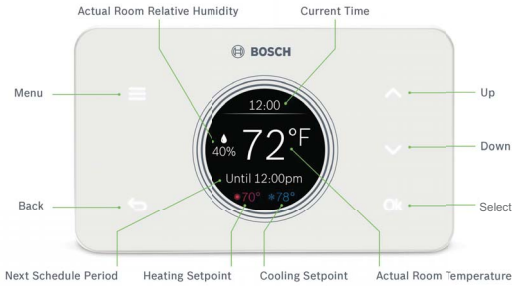 Actual Room Relative Humidity
Current Time
BOSCH
Menu
12:00
Up
40%
72°F
Down
Until 12:00pm
Back
70° 78°
Ok
Select
Next Schedule Period
Heating Setpoint
Cooling Setpoint
Actual Room Temperature